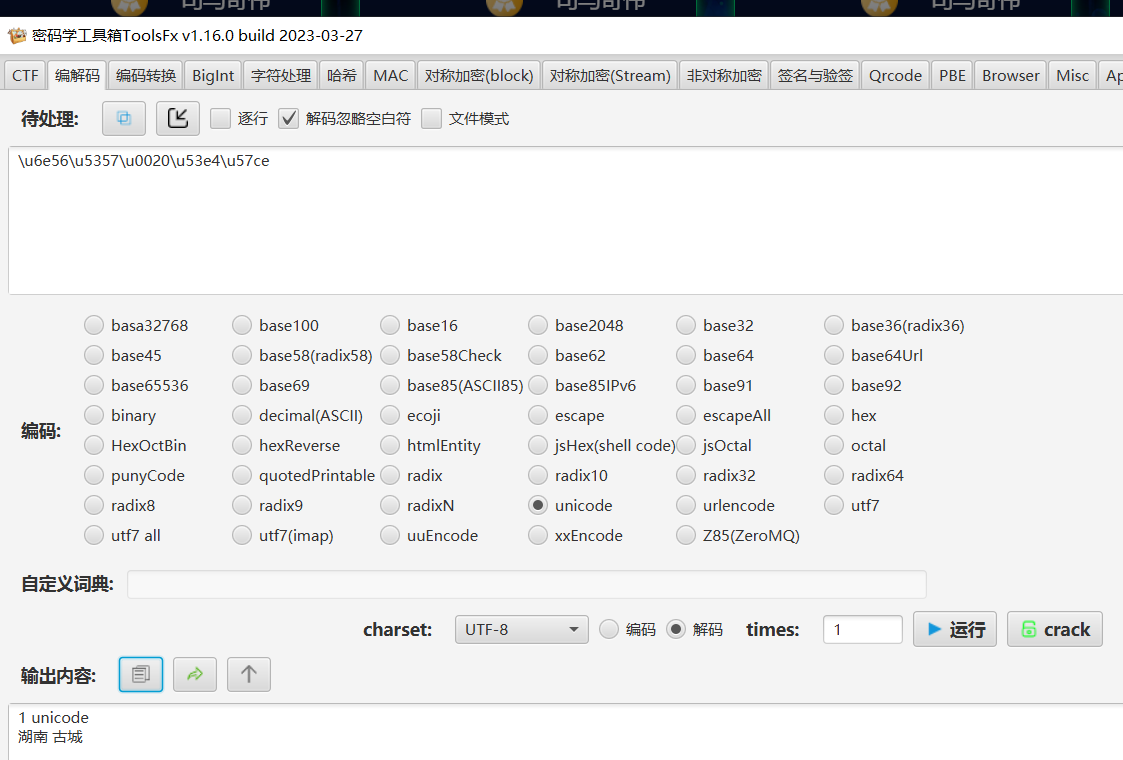 密码学工具箱ToolsFx v1.16.0 build 2023-03-27
CTF 编解码 编码转换 BigInt 字符处理 哈希 MAC 对称加密(block) 对称加密(Stream) 非对称加密 签名与验签 Qrcode PBE Browser Misc
待处理: 逐行 解码忽略空白符 文件模式
\u6e56\u5357\u0020\u53e4\u57ce
basa32768 base100 base16 base2048 base32 base36(radix36)
base45 base58(radix58) base58Check base62 base64 base64Url
base65536 base69 base85(ASCII85) base85IPv6 base91 base92
binary decimal(ASCII) ecoji escape escapeAll hex
编码:
HexOctBin hexReverse htmlEntity jsHex(shell code) jsOctal octal
punyCode quotedPrintable radix radix10 radix32 radix64
radix8 radix9 radixN unicode urlencode utf7
utf7 all utf7(imap) uuEncode xxEncode Z85(ZeroMQ)
自定义词典:
charset: UTF-8 编码 解码 times: 1 运行 crack
输出内容:
1 unicode
湖南 古城